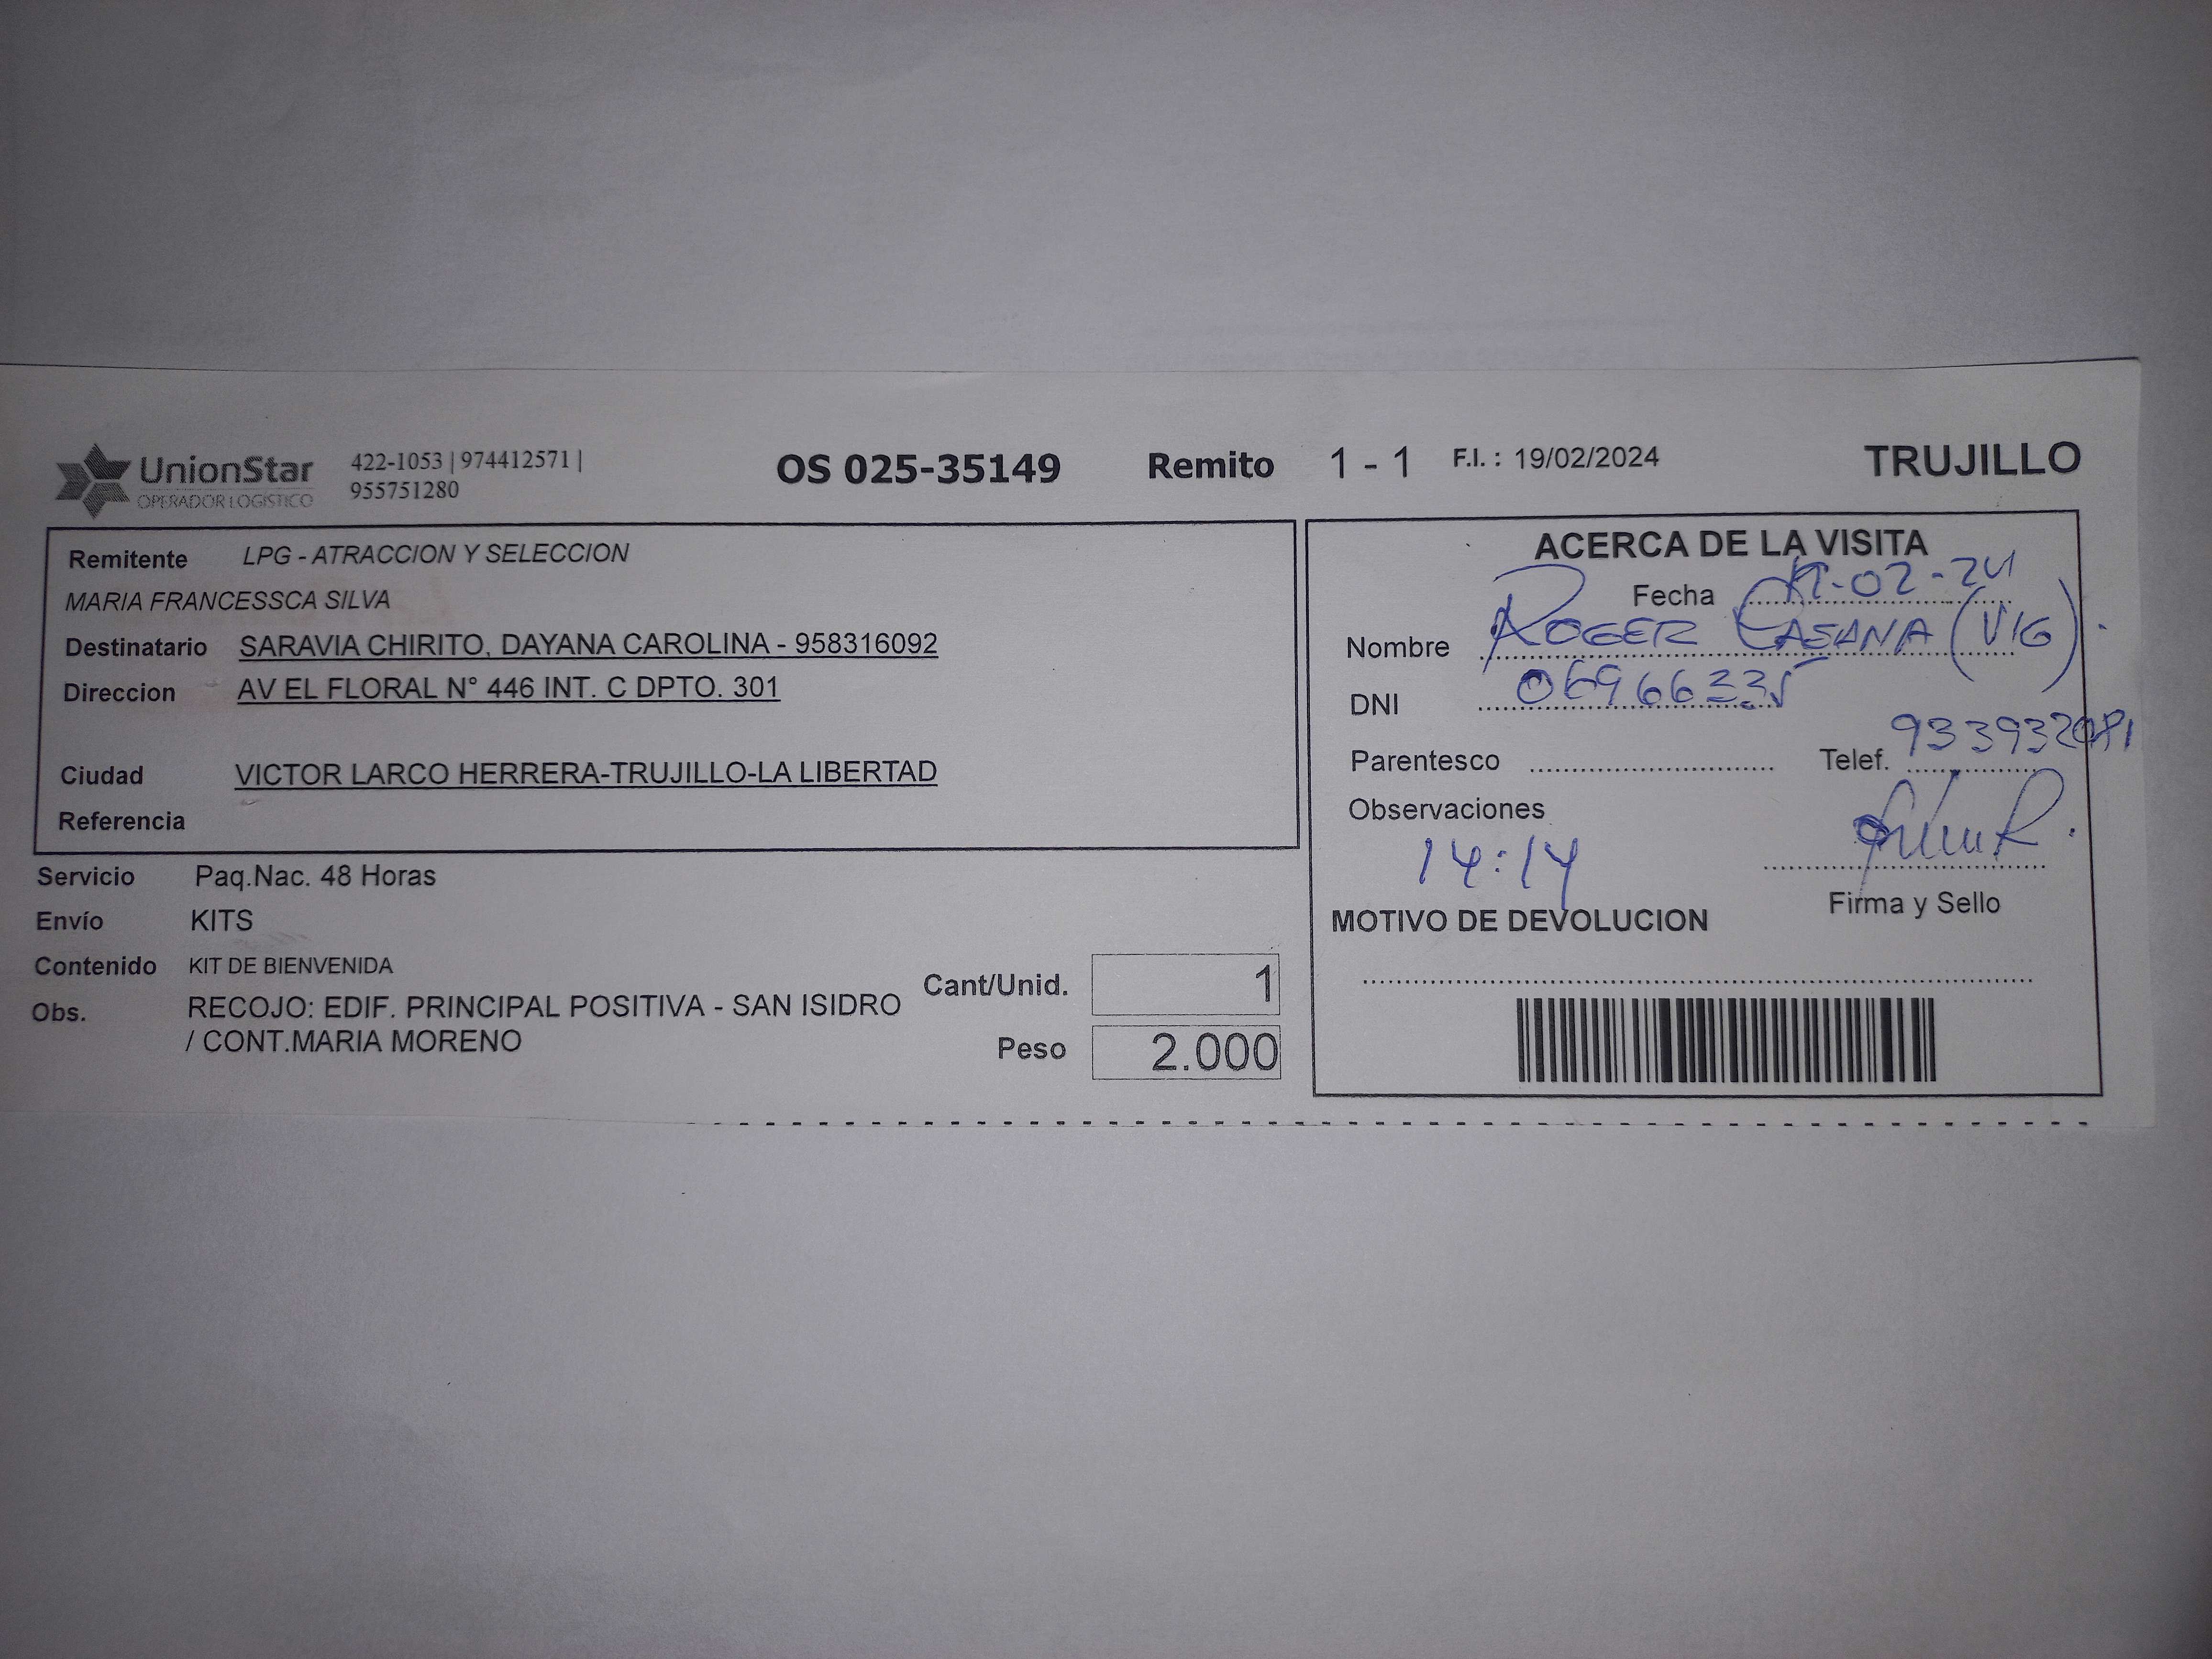 UnionStar
OPERADOR LOGISTICO
422-1053 | 974412571 |
955751280
OS 025-35149 Remito 1 - 1 F.I. : 19/02/2024 TRUJILLO
Remitente LPG - ATRACCION Y SELECCION
MARIA FRANCESSCA SILVA
Destinatario SARAVIA CHIRITO, DAYANA CAROLINA - 958316092
Direccion AV EL FLORAL N° 446 INT. C DPTO. 301
Ciudad VICTOR LARCO HERRERA-TRUJILLO-LA LIBERTAD
Referencia
Servicio Paq.Nac. 48 Horas
Envío KITS
Contenido KIT DE BIENVENIDA
Obs. RECOJO: EDIF. PRINCIPAL POSITIVA - SAN ISIDRO
/ CONT.MARIA MORENO
Cant/Unid. 1
Peso 2.000
ACERCA DE LA VISITA
Fecha
Nombre ROGER CASANA (VIG).
DNI 06966335
Parentesco
Telef.
Observaciones
14:14
Firma y Sello
MOTIVO DE DEVOLUCION